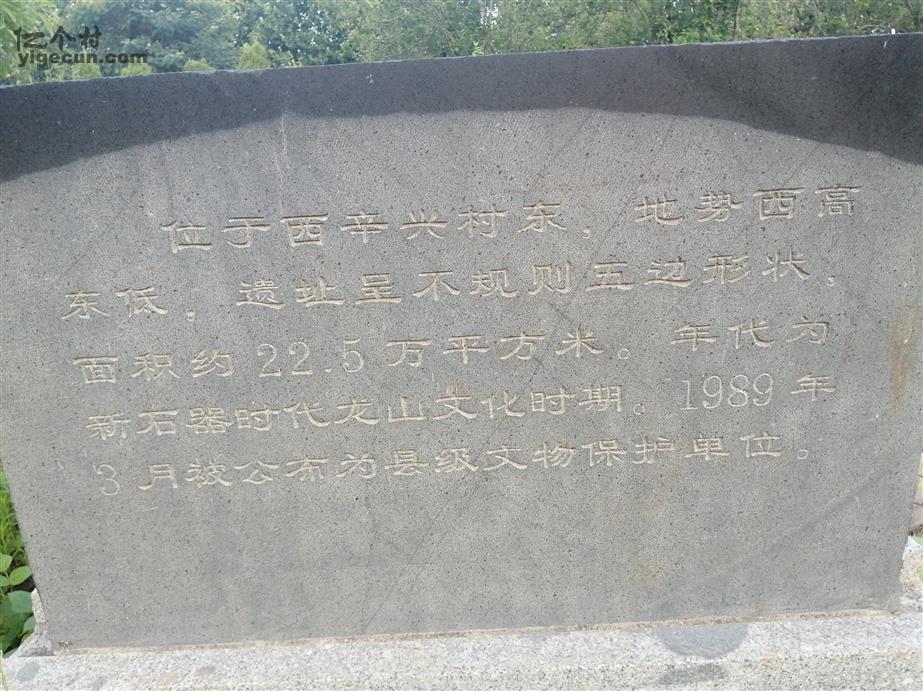 亿个村
yigecun.com
位于西辛兴村东，地势西高
东低，遗址呈不规则五边形状，
面积约22.5万平方米。年代为
新石器时代龙山文化时期。1989年
3月被公布为县级文物保护单位。